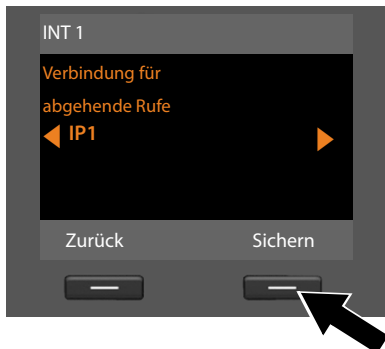 INT 1
Verbindung für
abgehende Rufe
IP1
Zurück Sichern